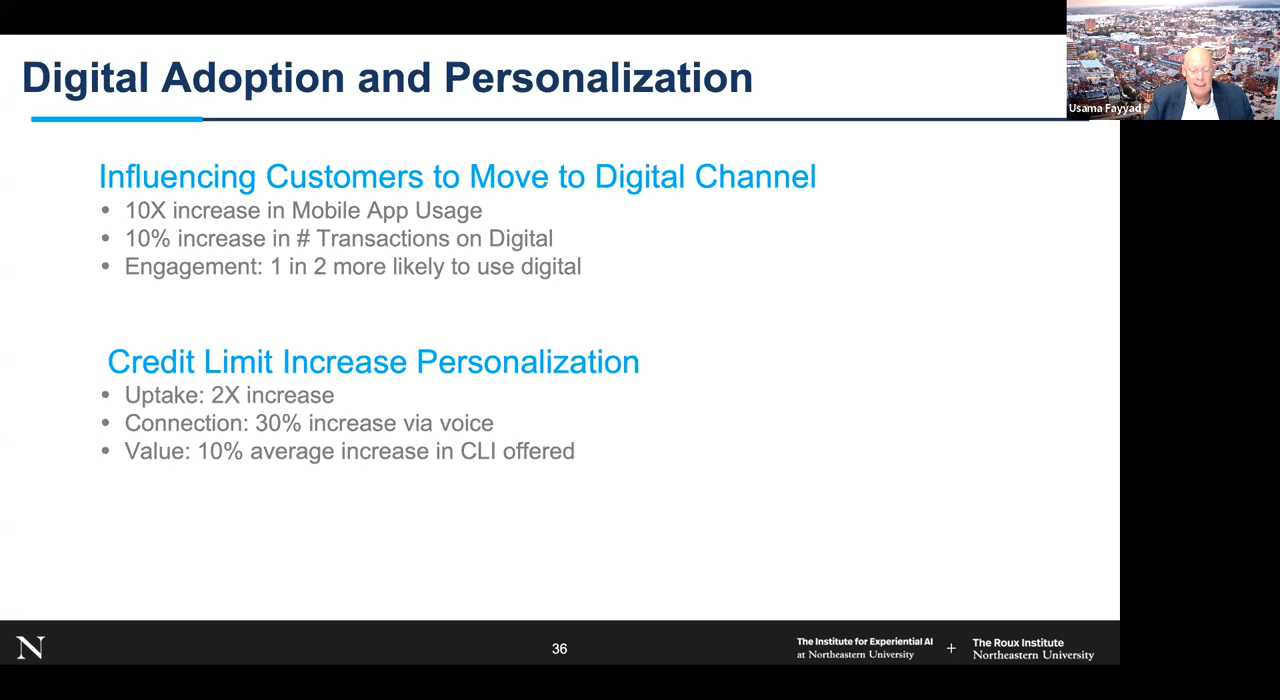 Digital Adoption and Personalization
Usama Fayyad
Influencing Customers to Move to Digital Channel
• 10X increase in Mobile App Usage
• 10% increase in # Transactions on Digital
• Engagement: 1 in 2 more likely to use digital
Credit Limit Increase Personalization
• Uptake: 2X increase
• Connection: 30% increase via voice
• Value: 10% average increase in CLI offered
N
36
The Institute for Experiential AI
at Northeastern University
+
The Roux Institute
Northeastern University